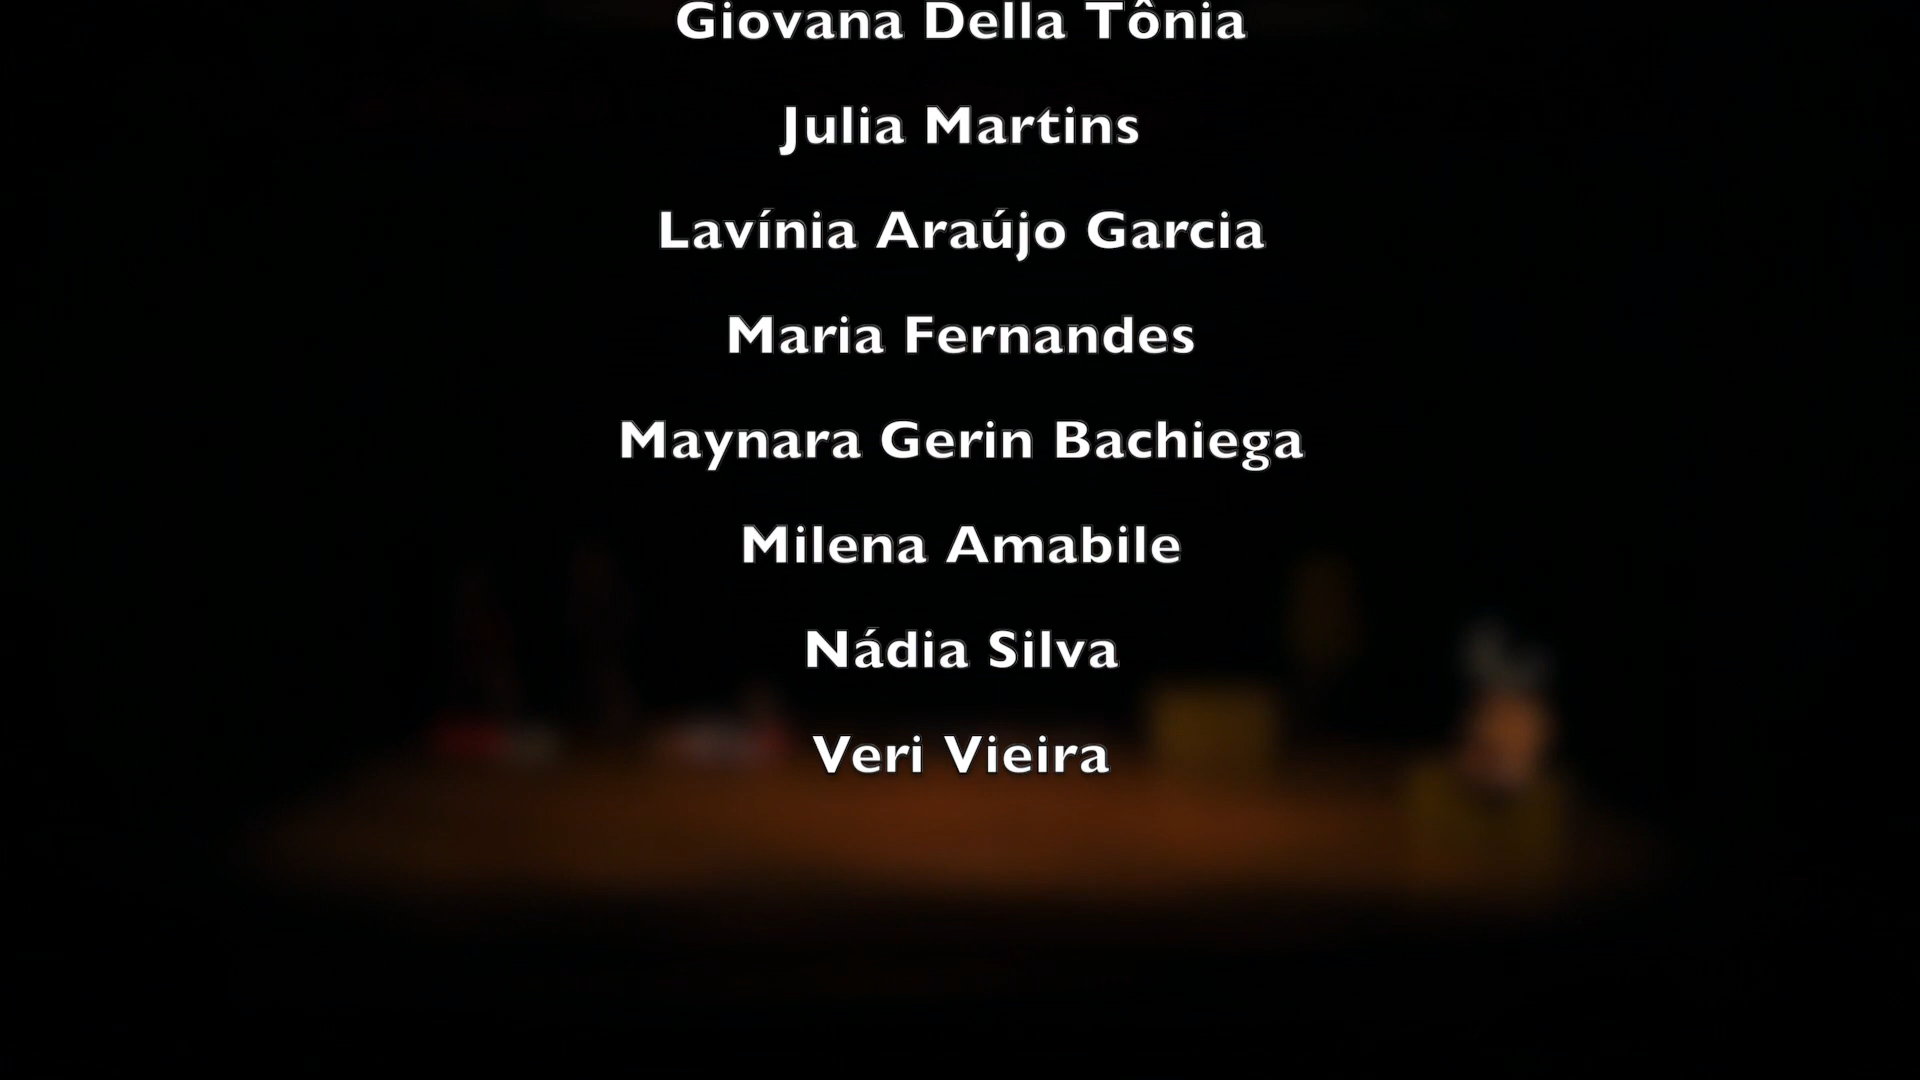 Giovana Della Tônia
Julia Martins
Lavínia Araújo Garcia
Maria Fernandes
Maynara Gerin Bachiega
Milena Amabile
Nádia Silva
Veri Vieira